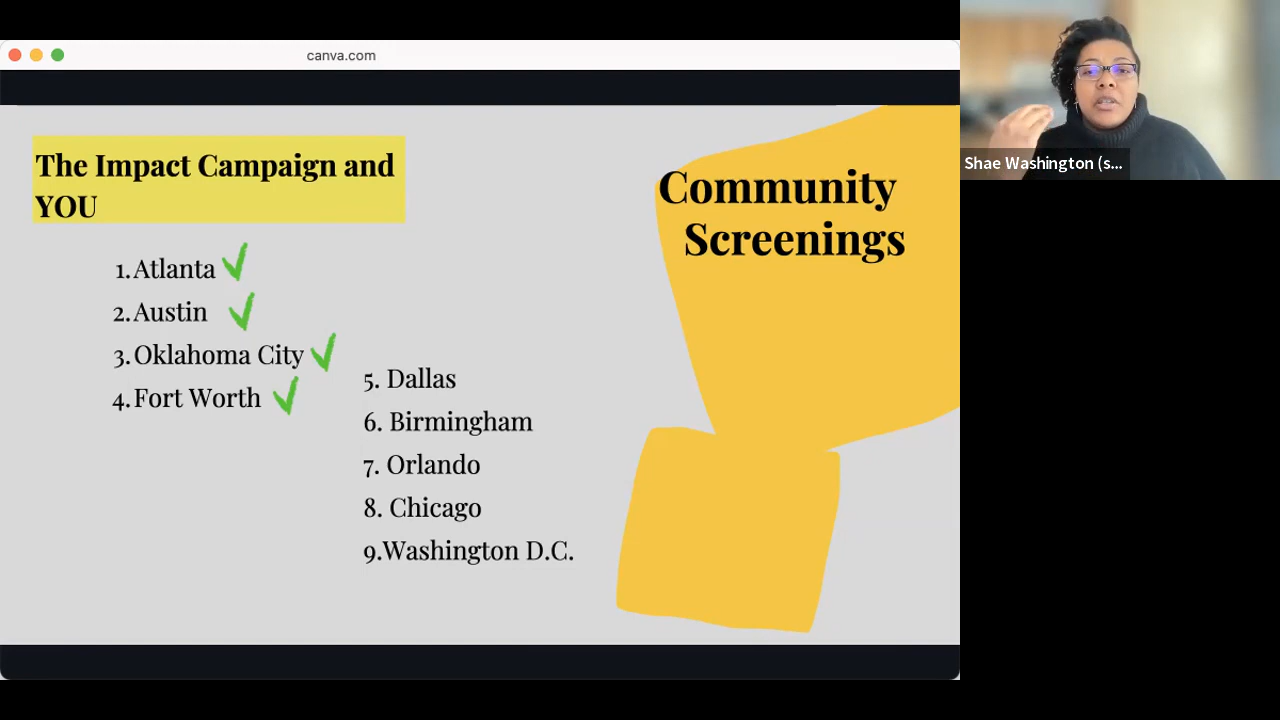 canva.com
The Impact Campaign and
YOU
Community
Screenings
1. Atlanta
2. Austin
3. Oklahoma City
4. Fort Worth
5. Dallas
6. Birmingham
7. Orlando
8. Chicago
9.Washington D.C.
Shae Washington (s...